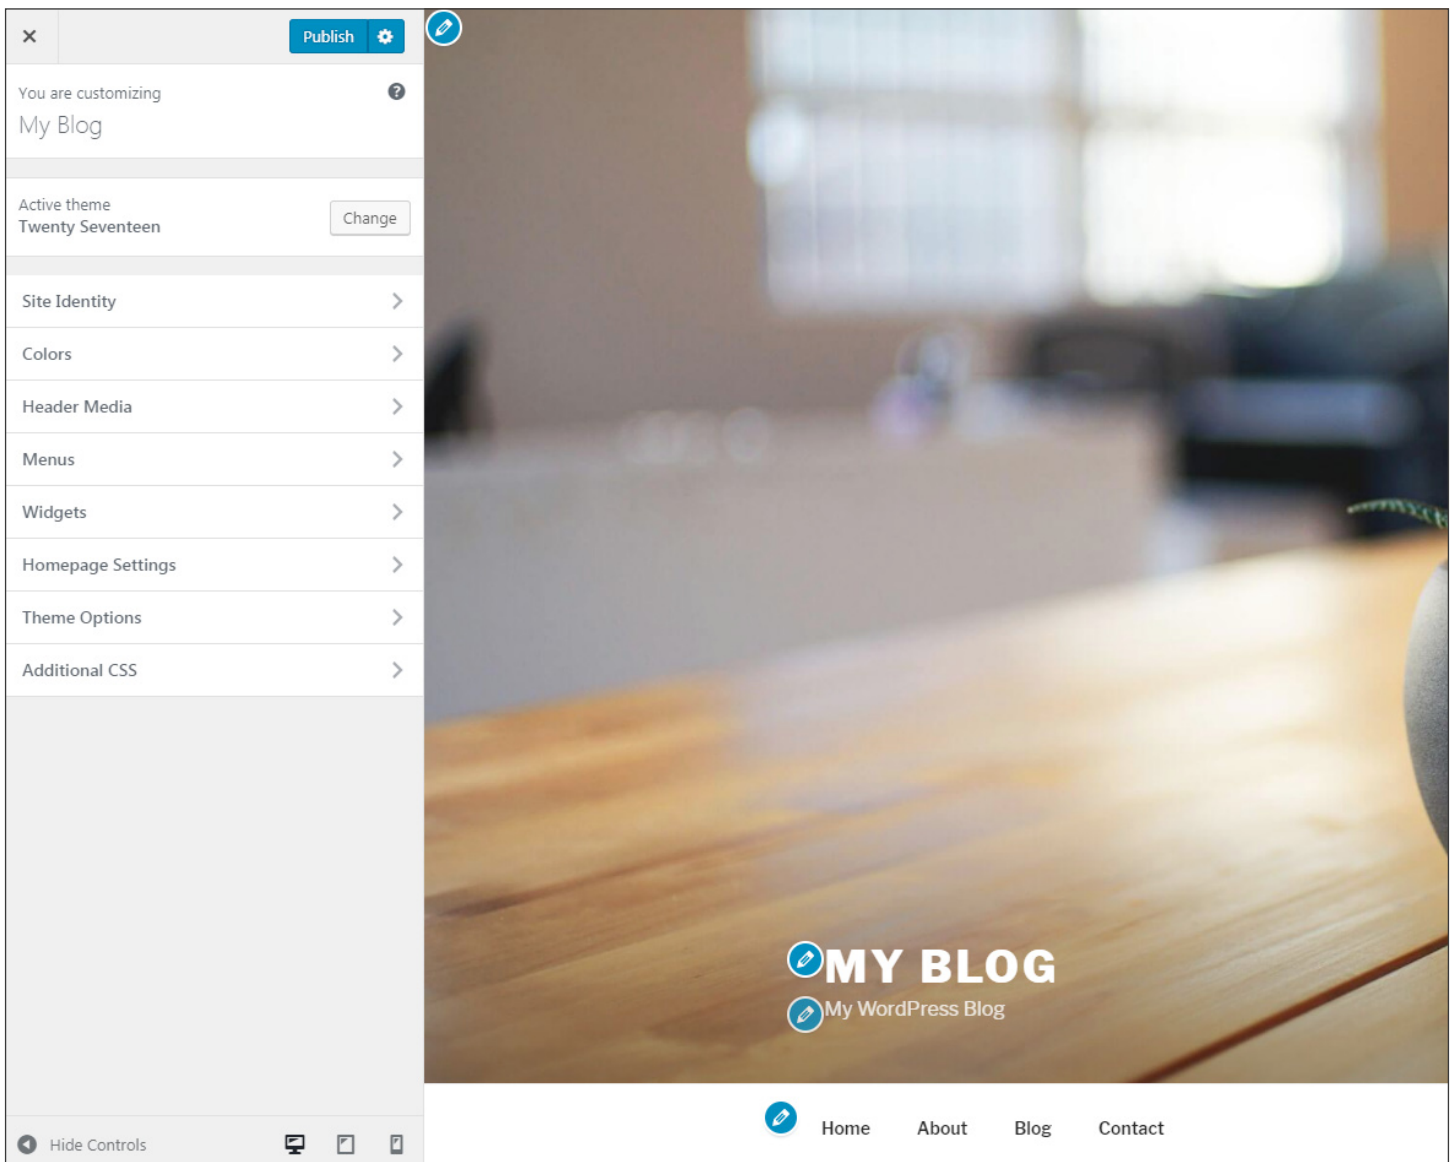 Publish
You are customizing
My Blog
Active theme
Twenty Seventeen
Change
Site Identity
Colors
Header Media
Menus
Widgets
Homepage Settings
Theme Options
Additional CSS
Hide Controls
MY BLOG
My WordPress Blog
Home About Blog Contact